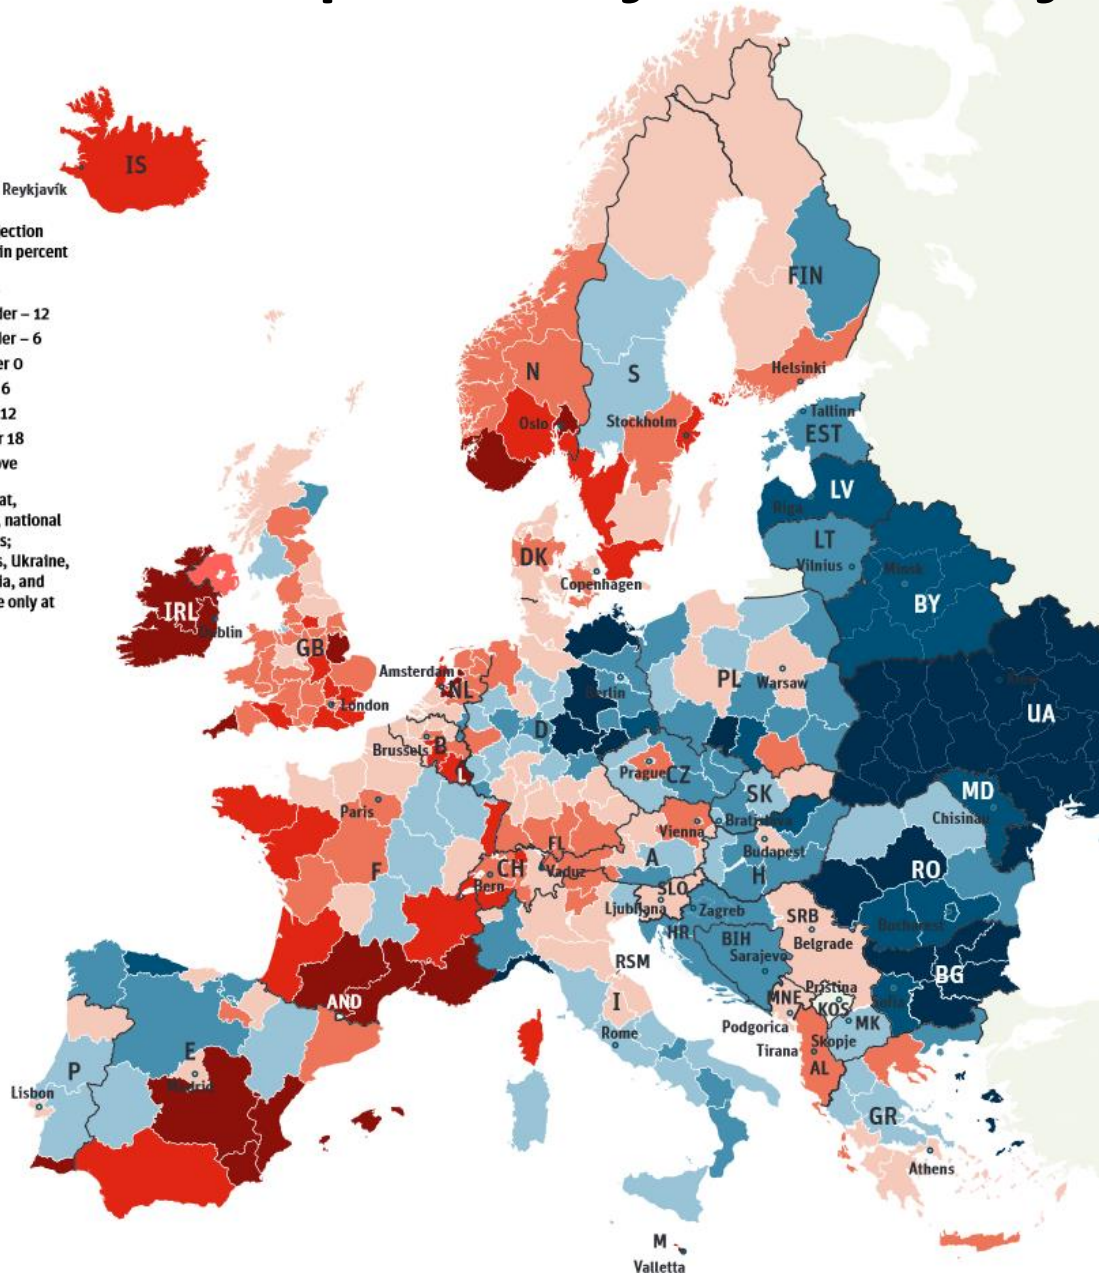 IS
Reykjavík
ection
in percent
der – 12
der – 6
er 0
6
12
r 18
ve
at,
national
s;
s, Ukraine,
ia, and
e only at
FIN
N
S
Helsinki
Oslo
Stockholm
Tallinn
EST
LV
Riga
LT
DK
Vilnius
Minsk
Copenhagen
BY
IRL
Dublin
GB
Amsterdam
NL
PL
Warsaw
Berlin
London
UA
D
Brussels
B
L
Prague
CZ
SK
MD
Paris
Chisinau
Bratislava
Vienna
FL
Budapest
A
F
CH
Vaduz
H
RO
Bern
SLO
Ljubljana
Zagreb
SRB
Bucharest
HR
BIH
Belgrade
Sarajevo
RSM
BG
AND
I
MNE
Pristina
Sofia
KOS
Podgorica
MK
Rome
Skopje
E
Tirana
P
AL
Madrid
Lisbon
GR
Athens
M
Valletta